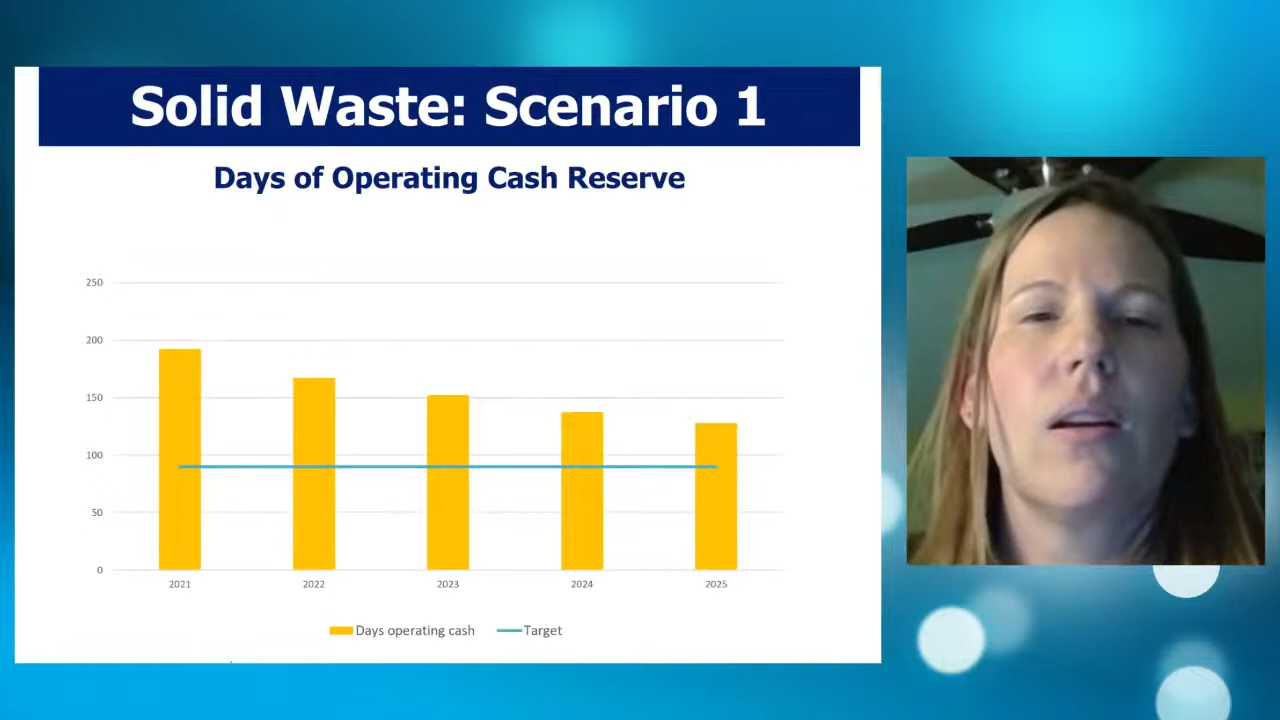 Solid Waste: Scenario 1
Days of Operating Cash Reserve
250
200
150
100
50
0
2021 2022 2023 2024 2025
Days operating cash Target